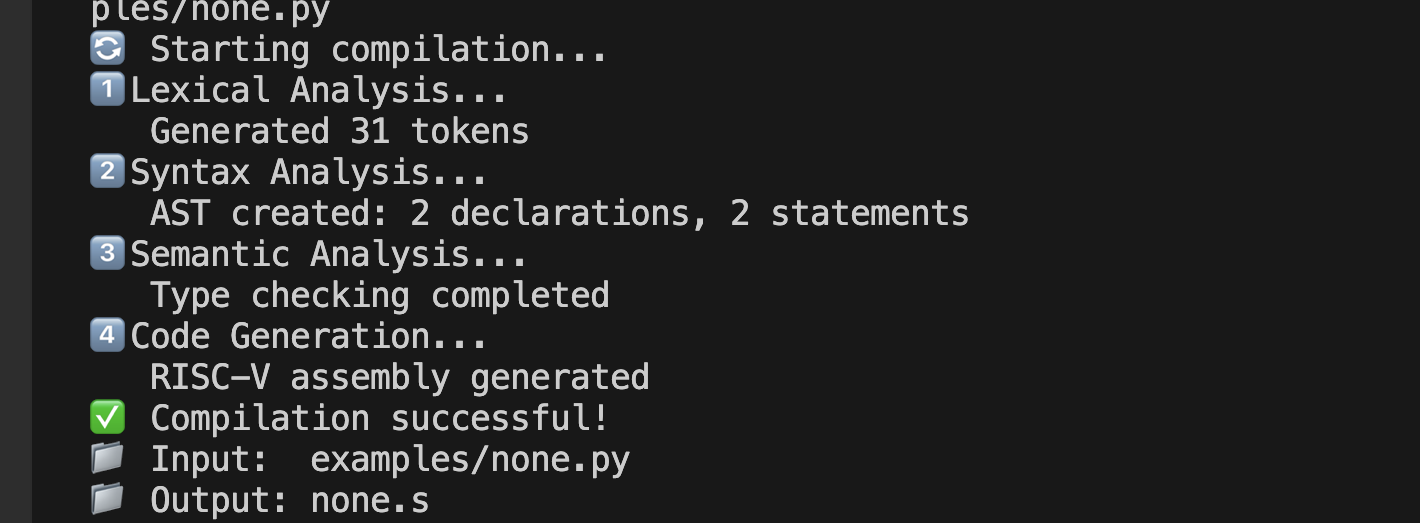 ples/none.py
🔄 Starting compilation...
1️⃣Lexical Analysis...
Generated 31 tokens
2️⃣Syntax Analysis...
AST created: 2 declarations, 2 statements
3️⃣Semantic Analysis...
Type checking completed
4️⃣Code Generation...
RISC-V assembly generated
✅ Compilation successful!
📁 Input:  examples/none.py
📁 Output: none.s